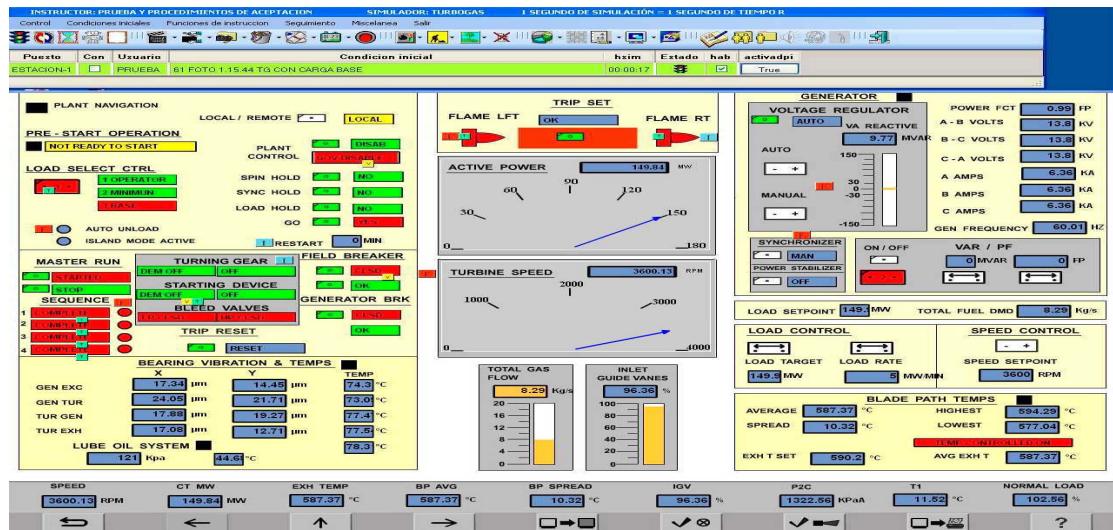 INSTRUCTOR: PRUEBA Y PROCEDIMIENTOS DE ACEPTACION SIMULADOR: TURBOGAS 1 SEGUNDO DE SIMULACIÓN = 1 SEGUNDO DE TIEMPO R
Control Condiciones iniciales Funciones de instruccion Seguimiento Miscelanea Salir
Puesto Con Usuario Condicion inicial hxim Estado hab activadpi
ESTACION-1 PRUEBA 61 FOTO 1.15.44 TG CON CARGA BASE 00:00:17 True
PLANT NAVIGATION
LOCAL / REMOTE LOCAL
PRE - START OPERATION
NOT READY TO START
PLANT CONTROL DISAB
GOV DISABLE
LOAD SELECT CTRL
1 OPERATOR
2 MINIMUN
3 BASE
SPIN HOLD NO
SYNC HOLD NO
LOAD HOLD NO
GO YES
AUTO UNLOAD
ISLAND MODE ACTIVE
RESTART 0 MIN
MASTER RUN
STARTED
STOP
SEQUENCE
1 COMPLETE
2 COMPLETE
3 COMPLETE
4 COMPLETE
TURNING GEAR
DEM OFF OFF
STARTING DEVICE
DEM OFF OFF
BLEED VALVES
FIELD BREAKER
CLSD
OK
GENERATOR BRK
CLSD
OK
TRIP RESET
RESET
BEARING VIBRATION & TEMPS
X Y TEMP
GEN EXC 17.34 µm 14.45 µm 74.3 °C
GEN TUR 24.05 µm 21.71 µm 73.0 °C
TUR GEN 17.88 µm 19.27 µm 77.4 °C
TUR EXH 17.08 µm 12.71 µm 77.5 °C
78.3 °C
LUBE OIL SYSTEM
121 Kpa 44.6 °C
TRIP SET
FLAME LFT OK FLAME RT
ACTIVE POWER 149.84 MW
0 30 60 90 120 150 180
TURBINE SPEED 3600.13 RPM
0 1000 2000 3000 4000
TOTAL GAS FLOW
8.29 Kg/s
20
16
12
8
4
0
INLET GUIDE VANES
96.36 %
100
80
60
40
20
0
GENERATOR
VOLTAGE REGULATOR
AUTO
VA REACTIVE
9.77 MVAR
AUTO
- +
MANUAL
- +
150
30
0
-30
-150
POWER FCT 0.99 FP
A - B VOLTS 13.8 KV
B - C VOLTS 13.8 KV
C - A VOLTS 13.8 KV
A AMPS 6.36 KA
B AMPS 6.36 KA
C AMPS 6.36 KA
GEN FREQUENCY 60.01 HZ
SYNCHRONIZER
MAN
POWER STABILIZER
OFF
ON / OFF
VAR / PF
0 MVAR 0 FP
LOAD SETPOINT 149.9 MW TOTAL FUEL DMD 8.29 Kg/s
LOAD CONTROL
LOAD TARGET LOAD RATE
149.9 MW 5 MW/MIN
SPEED CONTROL
- +
SPEED SETPOINT
3600 RPM
BLADE PATH TEMPS
AVERAGE 587.37 °C HIGHEST 594.29 °C
SPREAD 10.32 °C LOWEST 577.04 °C
TEMP CONTROLLED ON
EXH T SET 590.2 °C AVG EXH T 587.37 °C
SPEED CT MW EXH TEMP BP AVG BP SPREAD IGV P2C T1 NORMAL LOAD
3600.13 RPM 149.84 MW 587.37 °C 587.37 °C 10.32 °C 96.36 % 1322.56 KPaA 11.52 °C 102.56 %
?